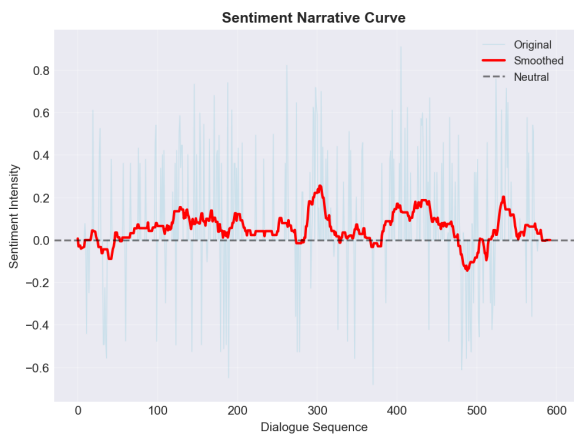 Sentiment Narrative Curve
Original
Smoothed
Neutral
0.8
0.6
0.4
0.2
0.0
−0.2
−0.4
−0.6
Sentiment Intensity
0
100
200
300
400
500
600
Dialogue Sequence